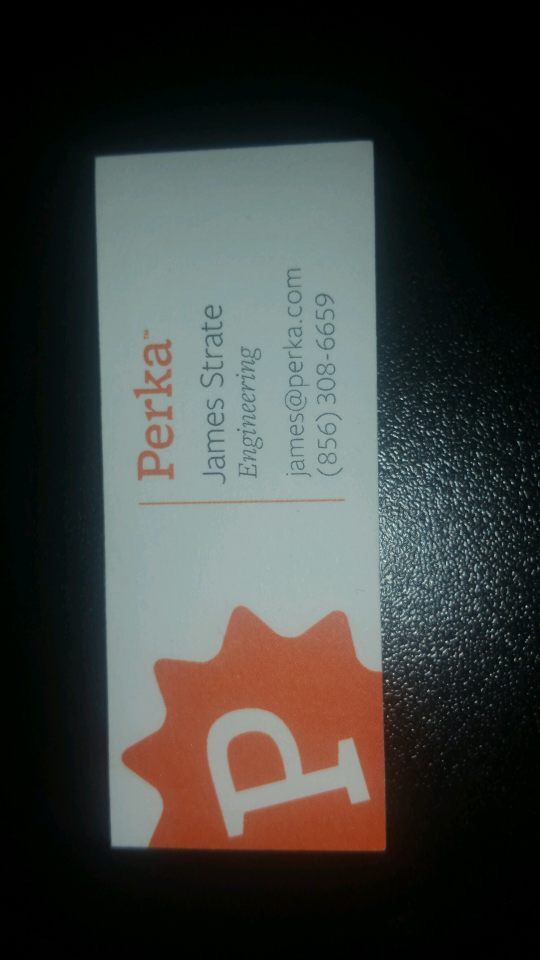 Perka™
James Strate
Engineering
james@perka.com
(856) 308-6659
P